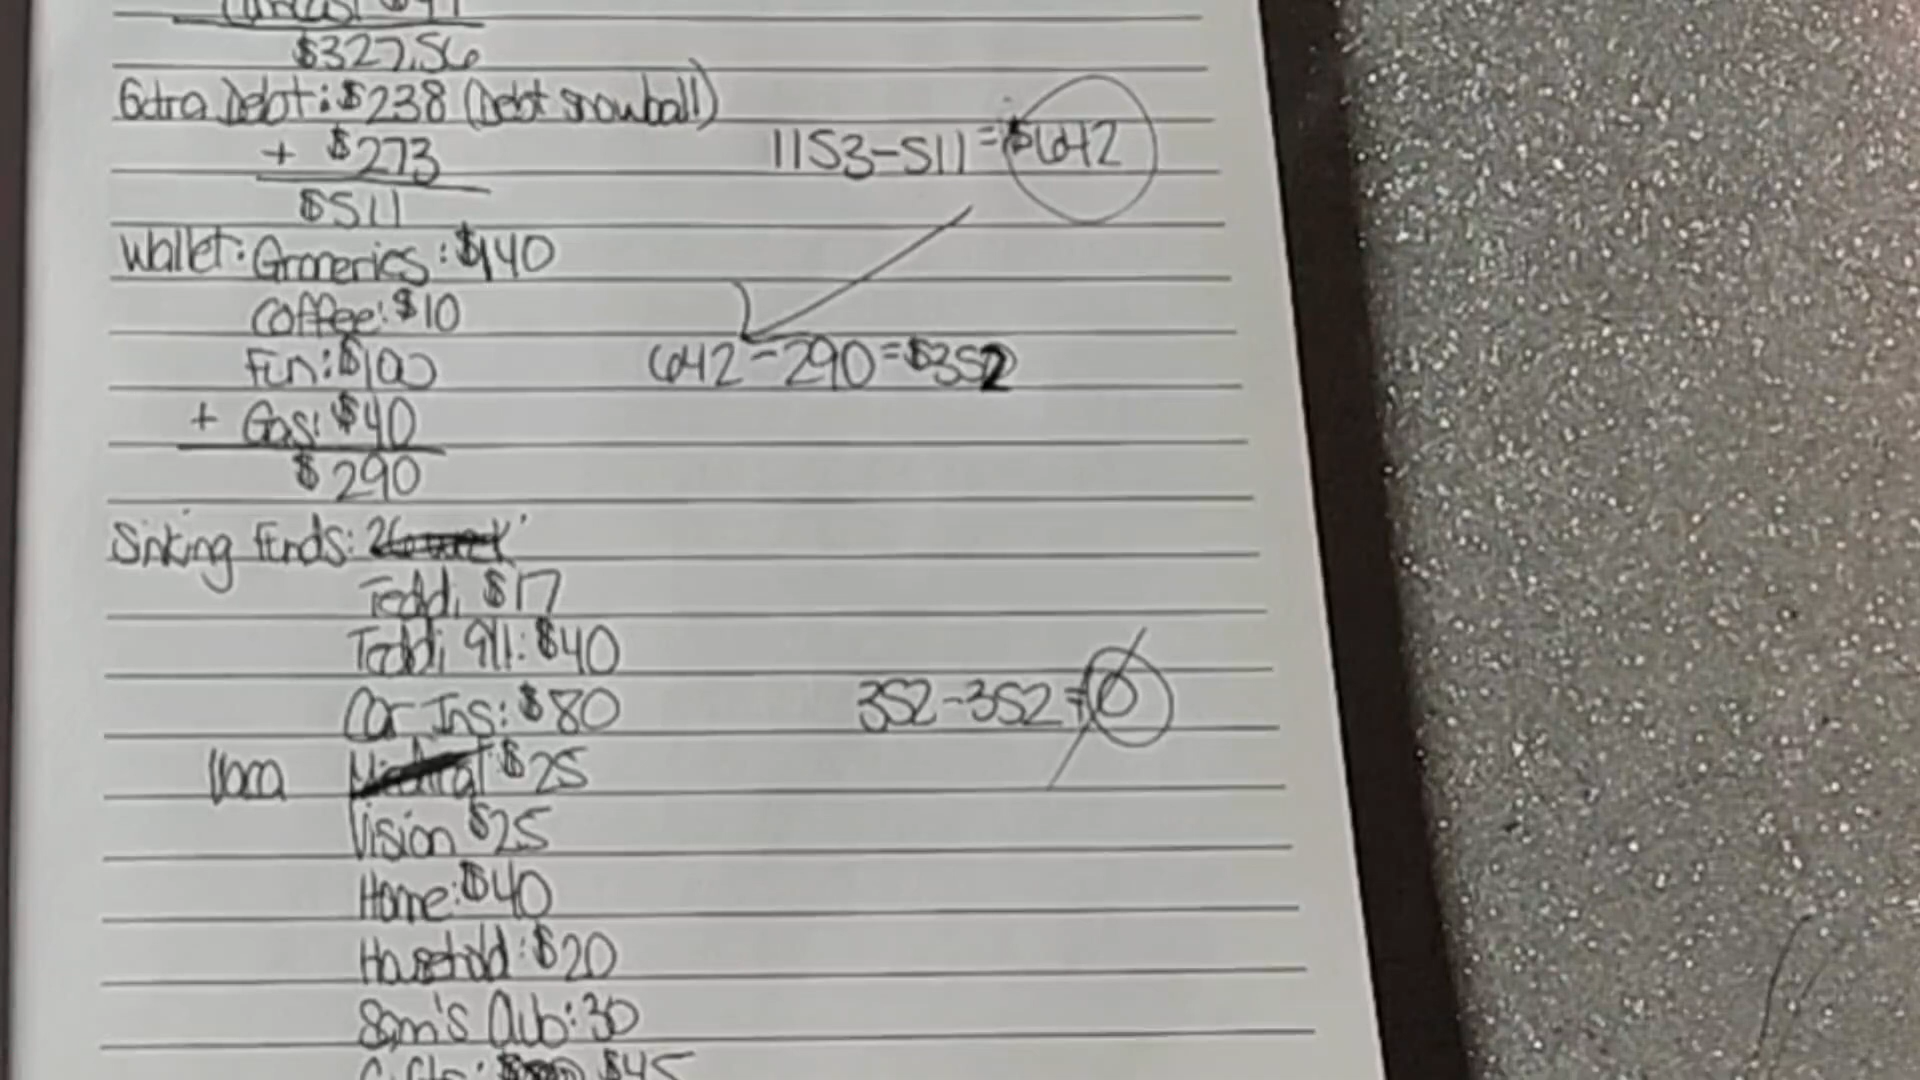 $327.56
Extra Debt: $238 (Debt snowball)
+ $273
1153-511=$642
$511
Wallet: Groceries: $140
Coffee: $10
Fun: $100
642-290=$352
+ Gas: $40
$290
Sinking Funds:
Teddi $17
Teddi 911: $40
Car Ins: $80
352-352=0
$25
Vision $25
Home: $40
Household: $20
Sam's Club: 30
Gifts: $45